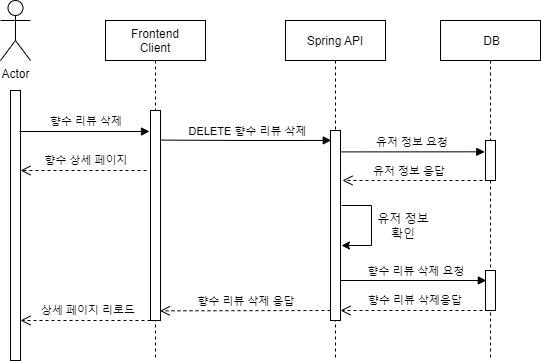 Frontend
Client
Spring API
DB
Actor
향수 리뷰 삭제
DELETE 향수 리뷰 삭제
유저 정보 요청
향수 상세 페이지
유저 정보 응답
유저 정보
확인
향수 리뷰 삭제 요청
향수 리뷰 삭제 응답
향수 리뷰 삭제응답
상세 페이지 리로드